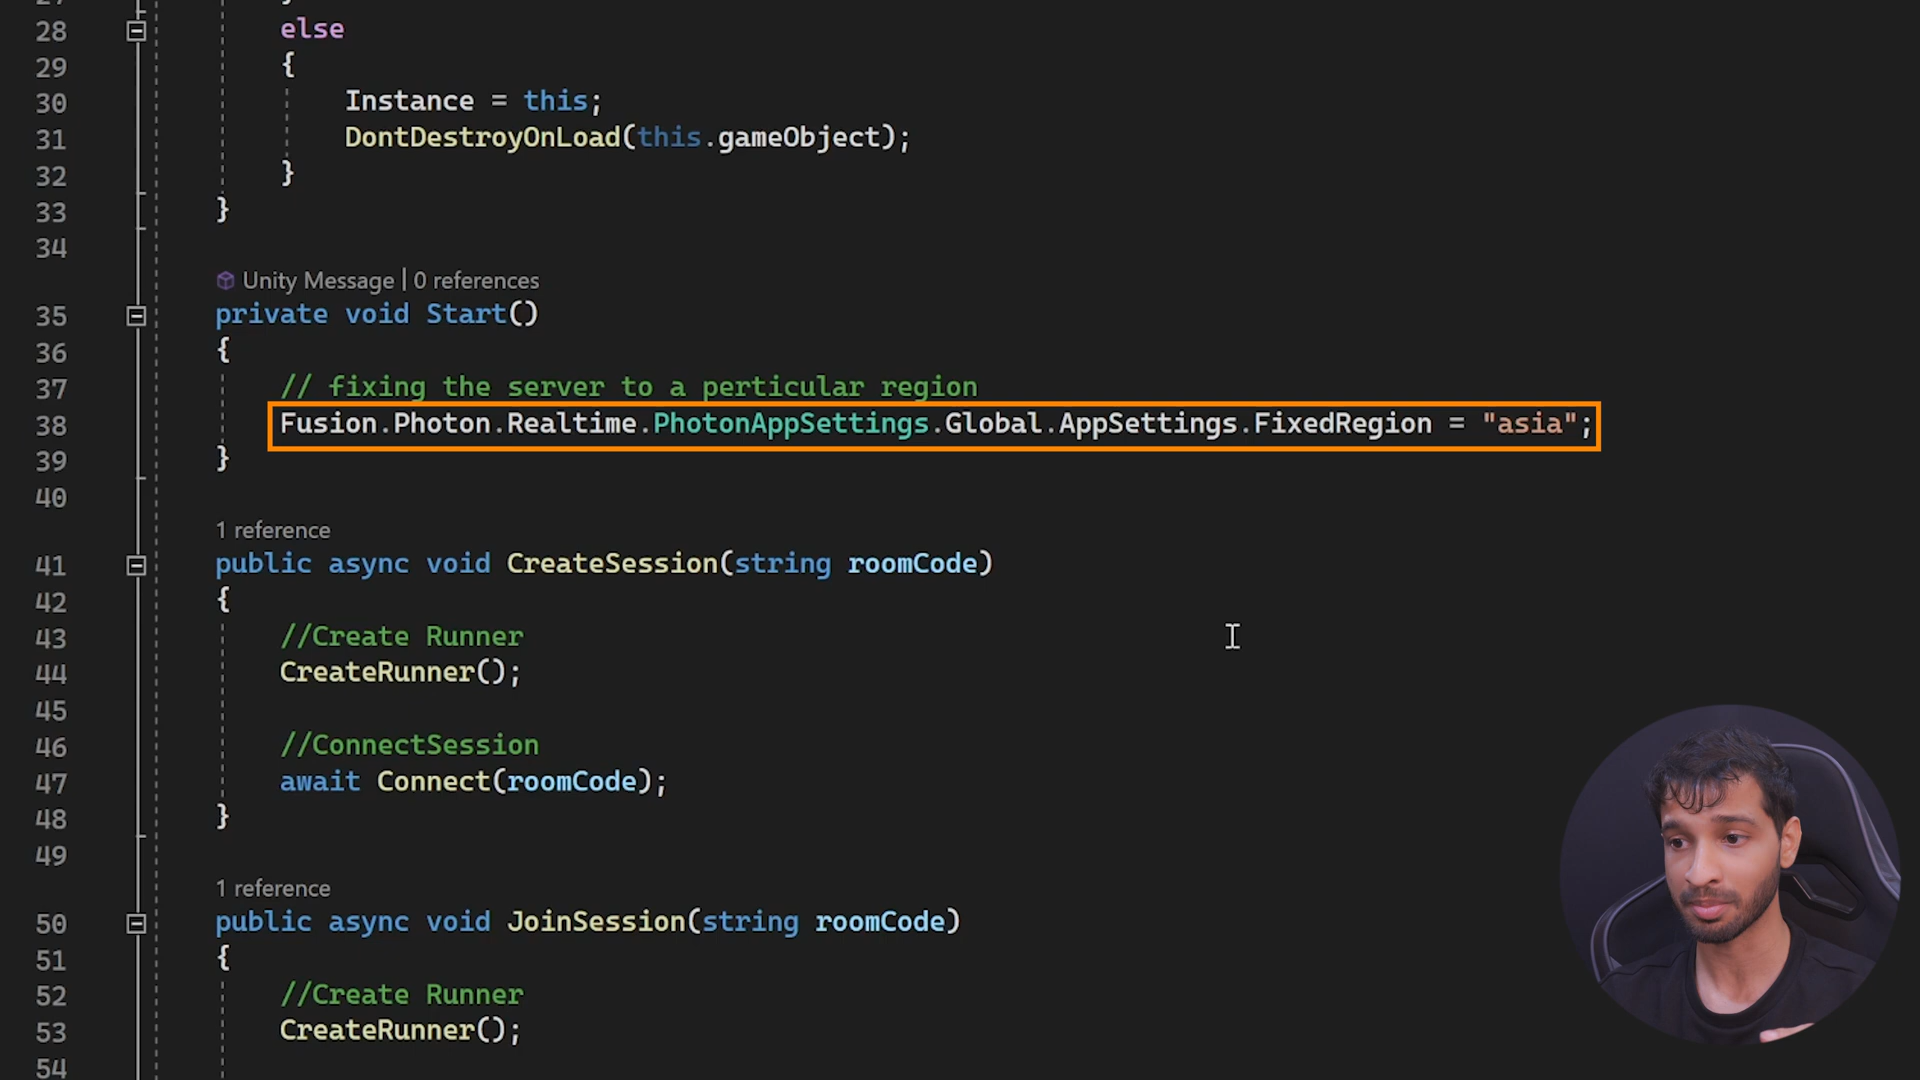 28 else
29 {
30 Instance = this;
31 DontDestroyOnLoad(this.gameObject);
32 }
33 }
34
Unity Message | 0 references
35 private void Start()
36 {
37 // fixing the server to a perticular region
38 Fusion.Photon.Realtime.PhotonAppSettings.Global.AppSettings.FixedRegion = "asia";
39 }
40
1 reference
41 public async void CreateSession(string roomCode)
42 {
43 //Create Runner
44 CreateRunner();
45
46 //ConnectSession
47 await Connect(roomCode);
48 }
49
1 reference
50 public async void JoinSession(string roomCode)
51 {
52 //Create Runner
53 CreateRunner();
54